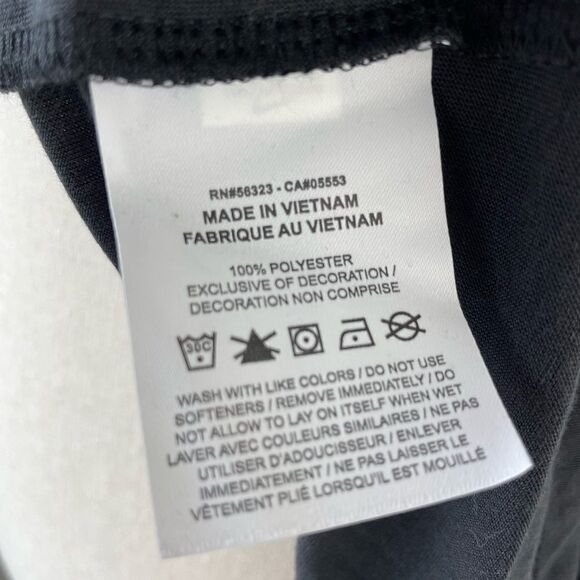 RN#56323 - CA#05553
MADE IN VIETNAM
FABRIQUE AU VIETNAM
100% POLYESTER
EXCLUSIVE OF DECORATION /
DECORATION NON COMPRISE
30C
WASH WITH LIKE COLORS / DO NOT USE
SOFTENERS / REMOVE IMMEDIATELY / DO
NOT ALLOW TO LAY ON ITSELF WHEN WET
LAVER AVEC COULEURS SIMILAIRES / NE PAS
UTILISER D'ADOUCISSEUR / ENLEVER
IMMÉDIATEMENT / NE PAS LAISSER LE
VÊTEMENT PLIÉ LORSQU'IL EST MOUILLÉ